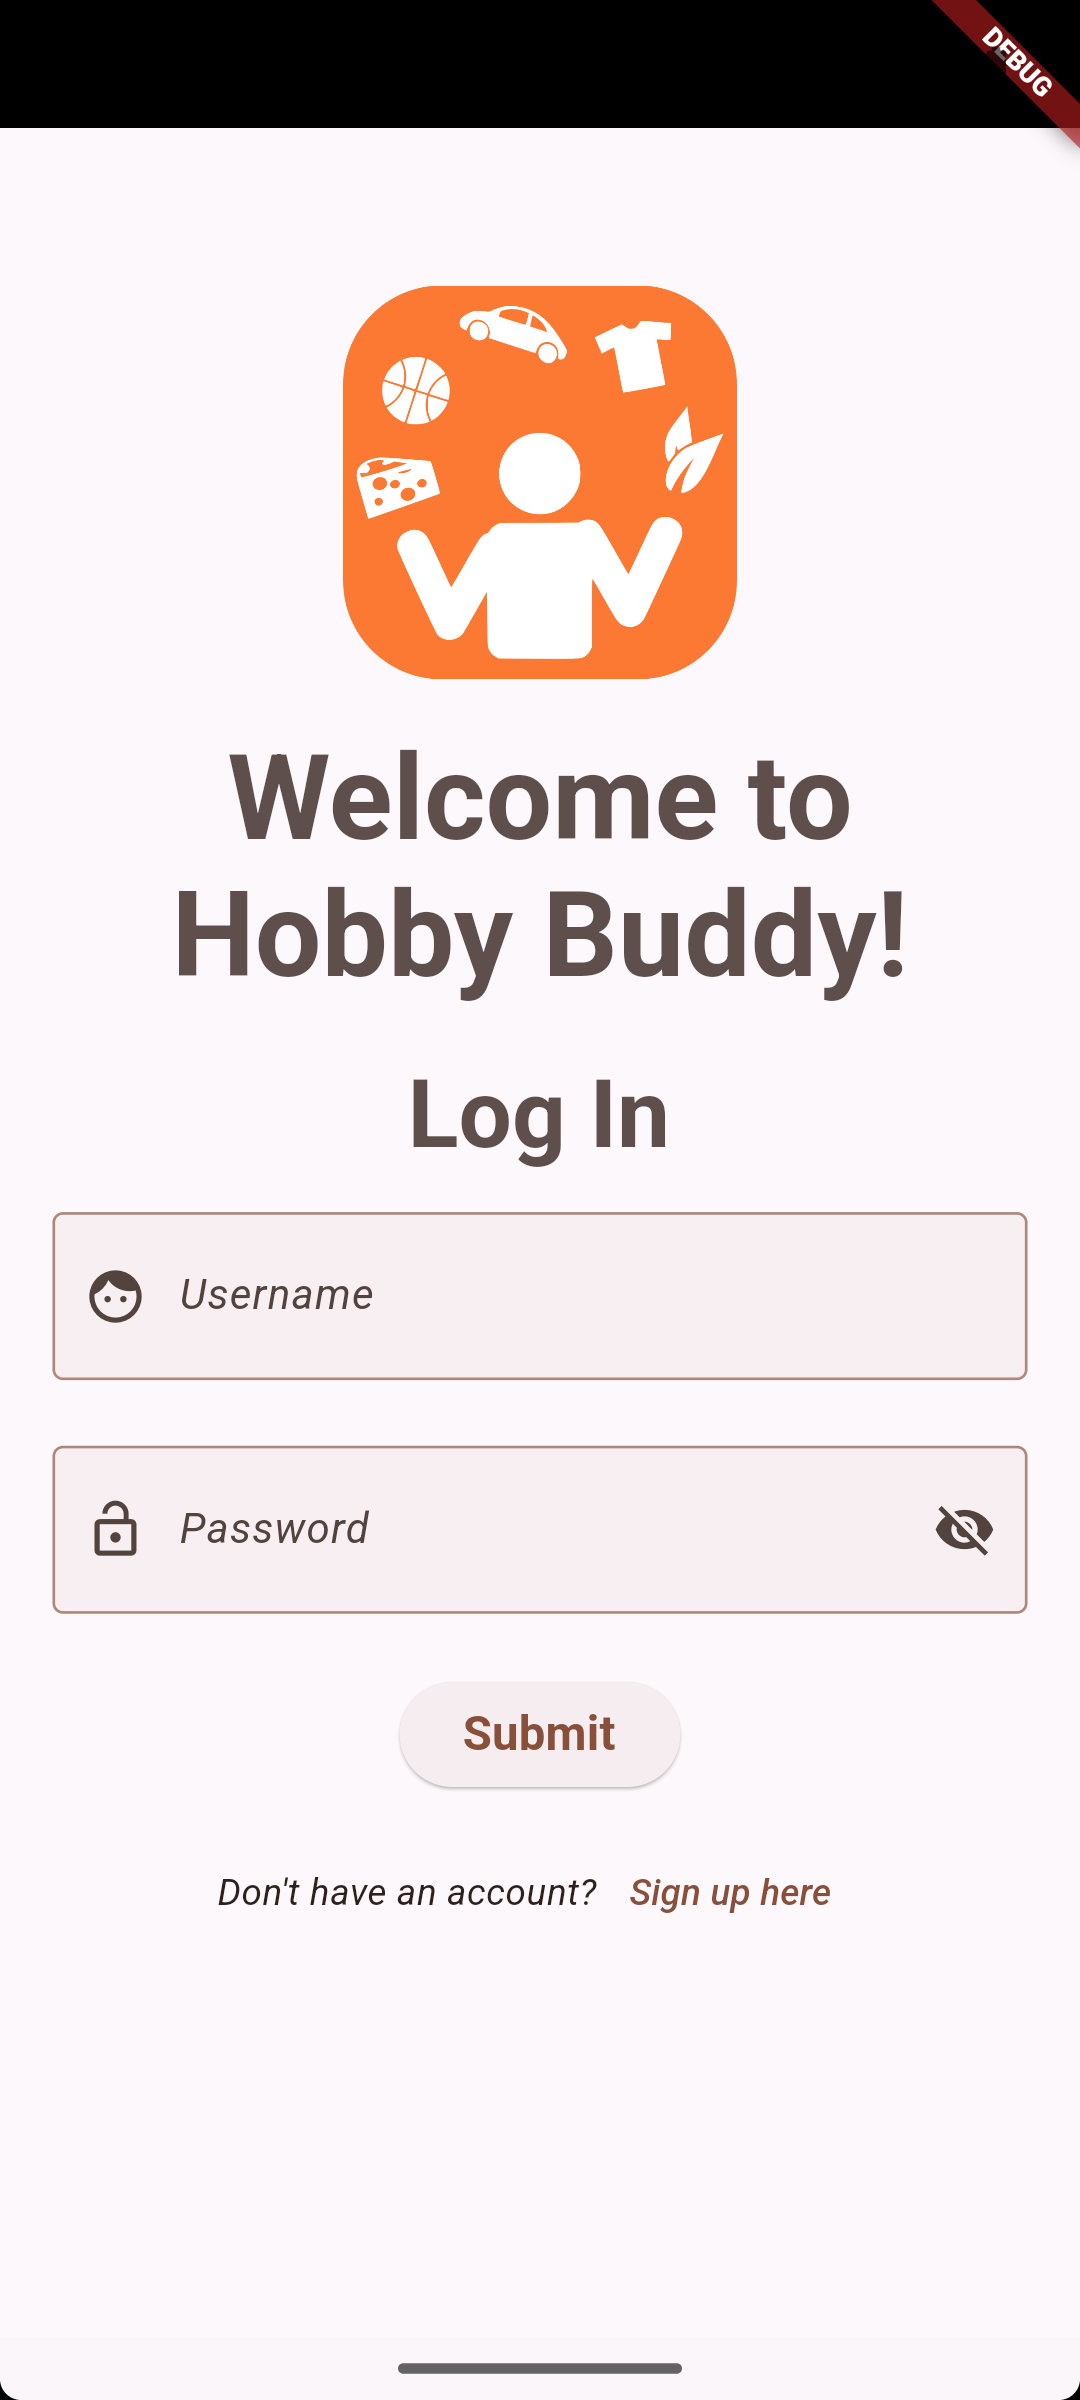 DEBUG
Welcome to
Hobby Buddy!
Log In
Username
Password
Submit
Don't have an account? Sign up here